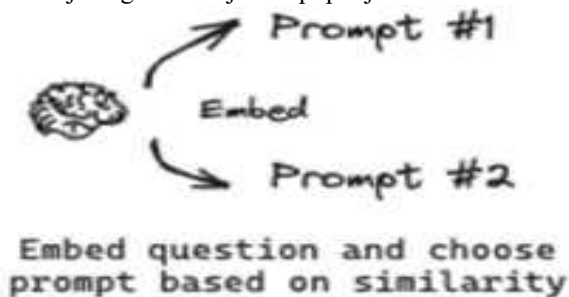 Prompt #1
Embed
Prompt #2
Embed question and choose
prompt based on similarity